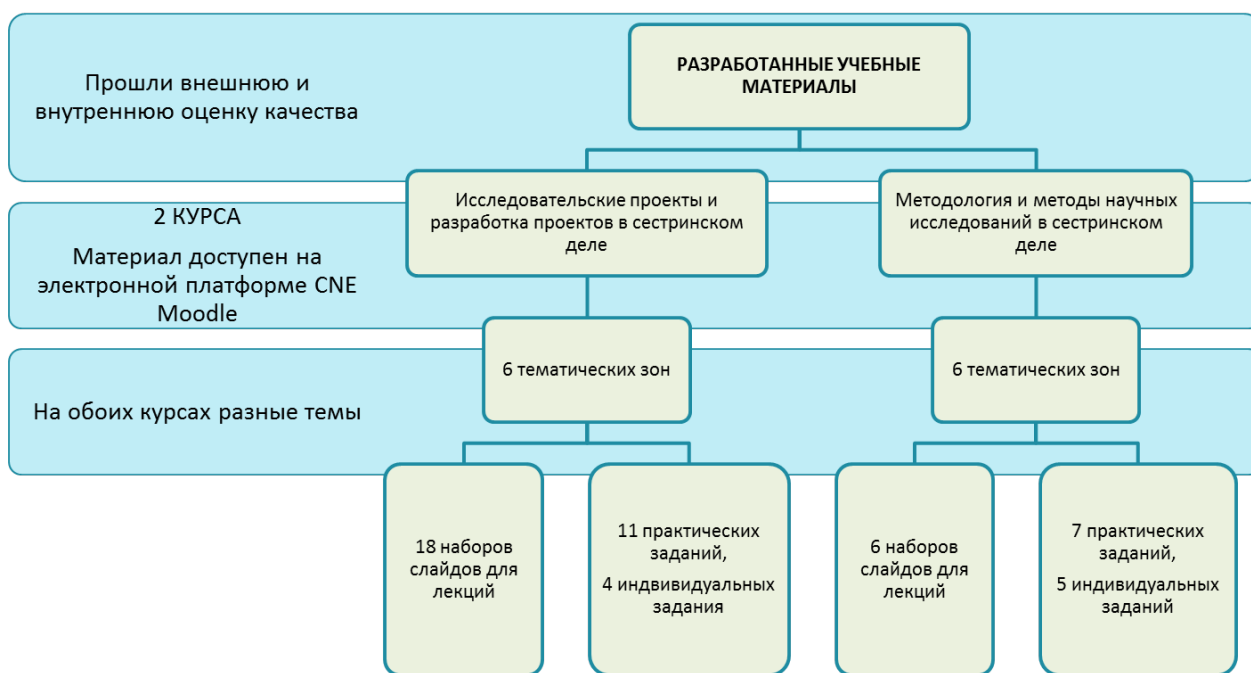 Прошли внешнюю и
внутреннюю оценку качества
РАЗРАБОТАННЫЕ УЧЕБНЫЕ
МАТЕРИАЛЫ
2 КУРСА
Материал доступен на
электронной платформе CNE
Moodle
Исследовательские проекты и
разработка проектов в сестринском
деле
Методология и методы научных
исследований в сестринском
деле
На обоих курсах разные темы
6 тематических зон
6 тематических зон
18 наборов
слайдов для
лекций
11 практических
заданий,
4 индвивидуальных
задания
6 наборов
слайдов для
лекций
7 практических
заданий,
5 индивидуальных
заданий